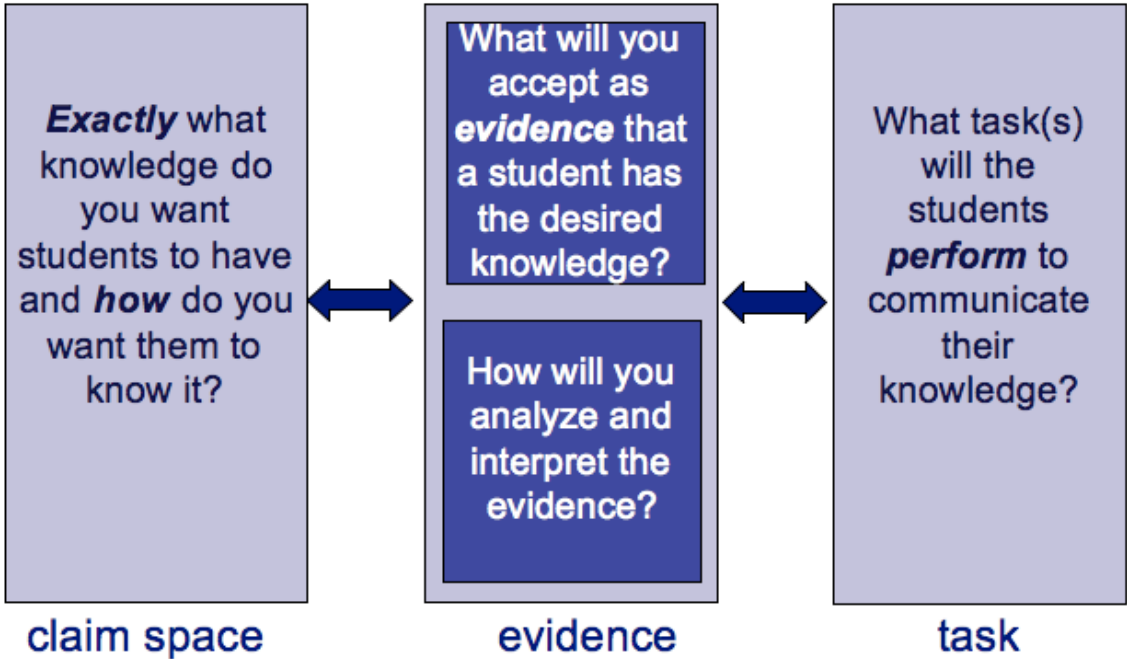 Exactly what
knowledge do
you want
students to have
and how do you
want them to
know it?
What will you
accept as
evidence that
a student has
the desired
knowledge?
How will you
analyze and
interpret the
evidence?
What task(s)
will the
students
perform to
communicate
their
knowledge?
claim space
evidence
task